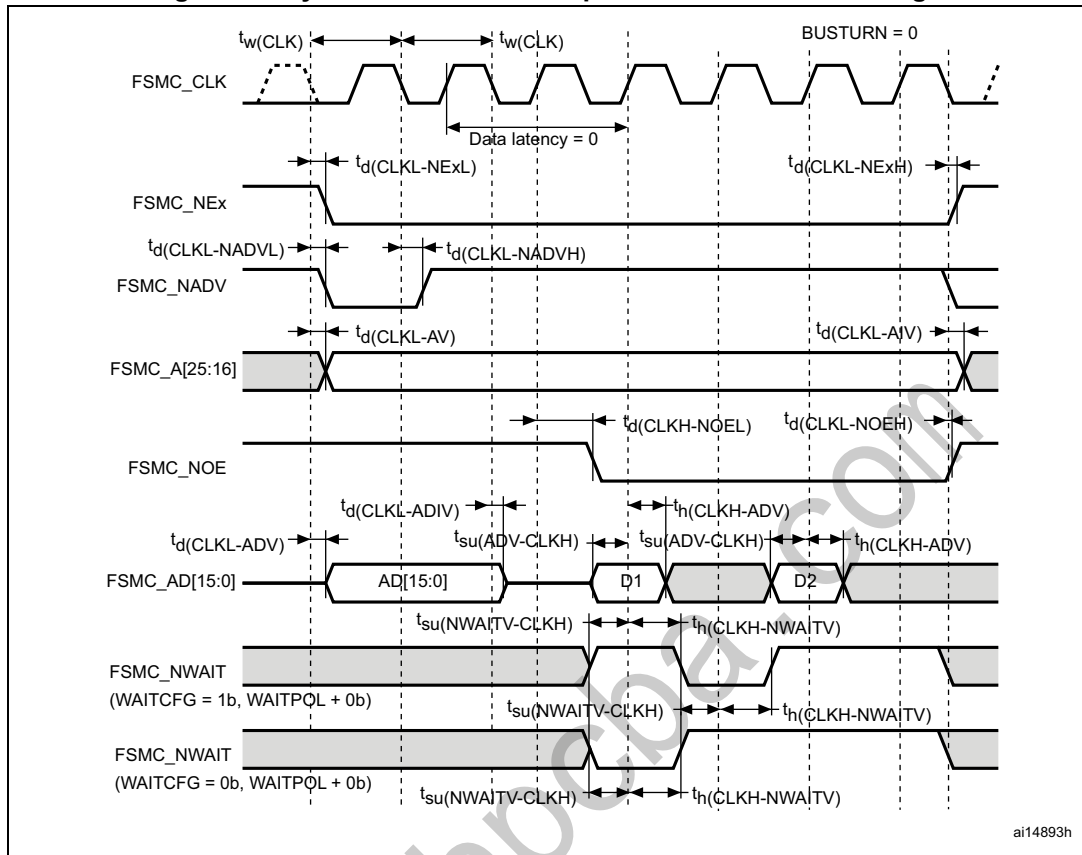 BUSTURN = 0
tw(CLK) tw(CLK)
FSMC_CLK
Data latency = 0
td(CLKL-NExL) td(CLKL-NExH)
FSMC_NEx
td(CLKL-NADVL) td(CLKL-NADVH)
FSMC_NADV
td(CLKL-AV) td(CLKL-AIV)
FSMC_A[25:16]
td(CLKH-NOEL) td(CLKL-NOEH)
FSMC_NOE
td(CLKL-ADIV) th(CLKH-ADV)
td(CLKL-ADV) tsu(ADV-CLKH) tsu(ADV-CLKH) th(CLKH-ADV)
FSMC_AD[15:0] AD[15:0] D1 D2
tsu(NWAITV-CLKH) th(CLKH-NWAITV)
FSMC_NWAIT
(WAITCFG = 1b, WAITPOL + 0b)
tsu(NWAITV-CLKH) th(CLKH-NWAITV)
FSMC_NWAIT
(WAITCFG = 0b, WAITPOL + 0b)
tsu(NWAITV-CLKH) th(CLKH-NWAITV)
ai14893h